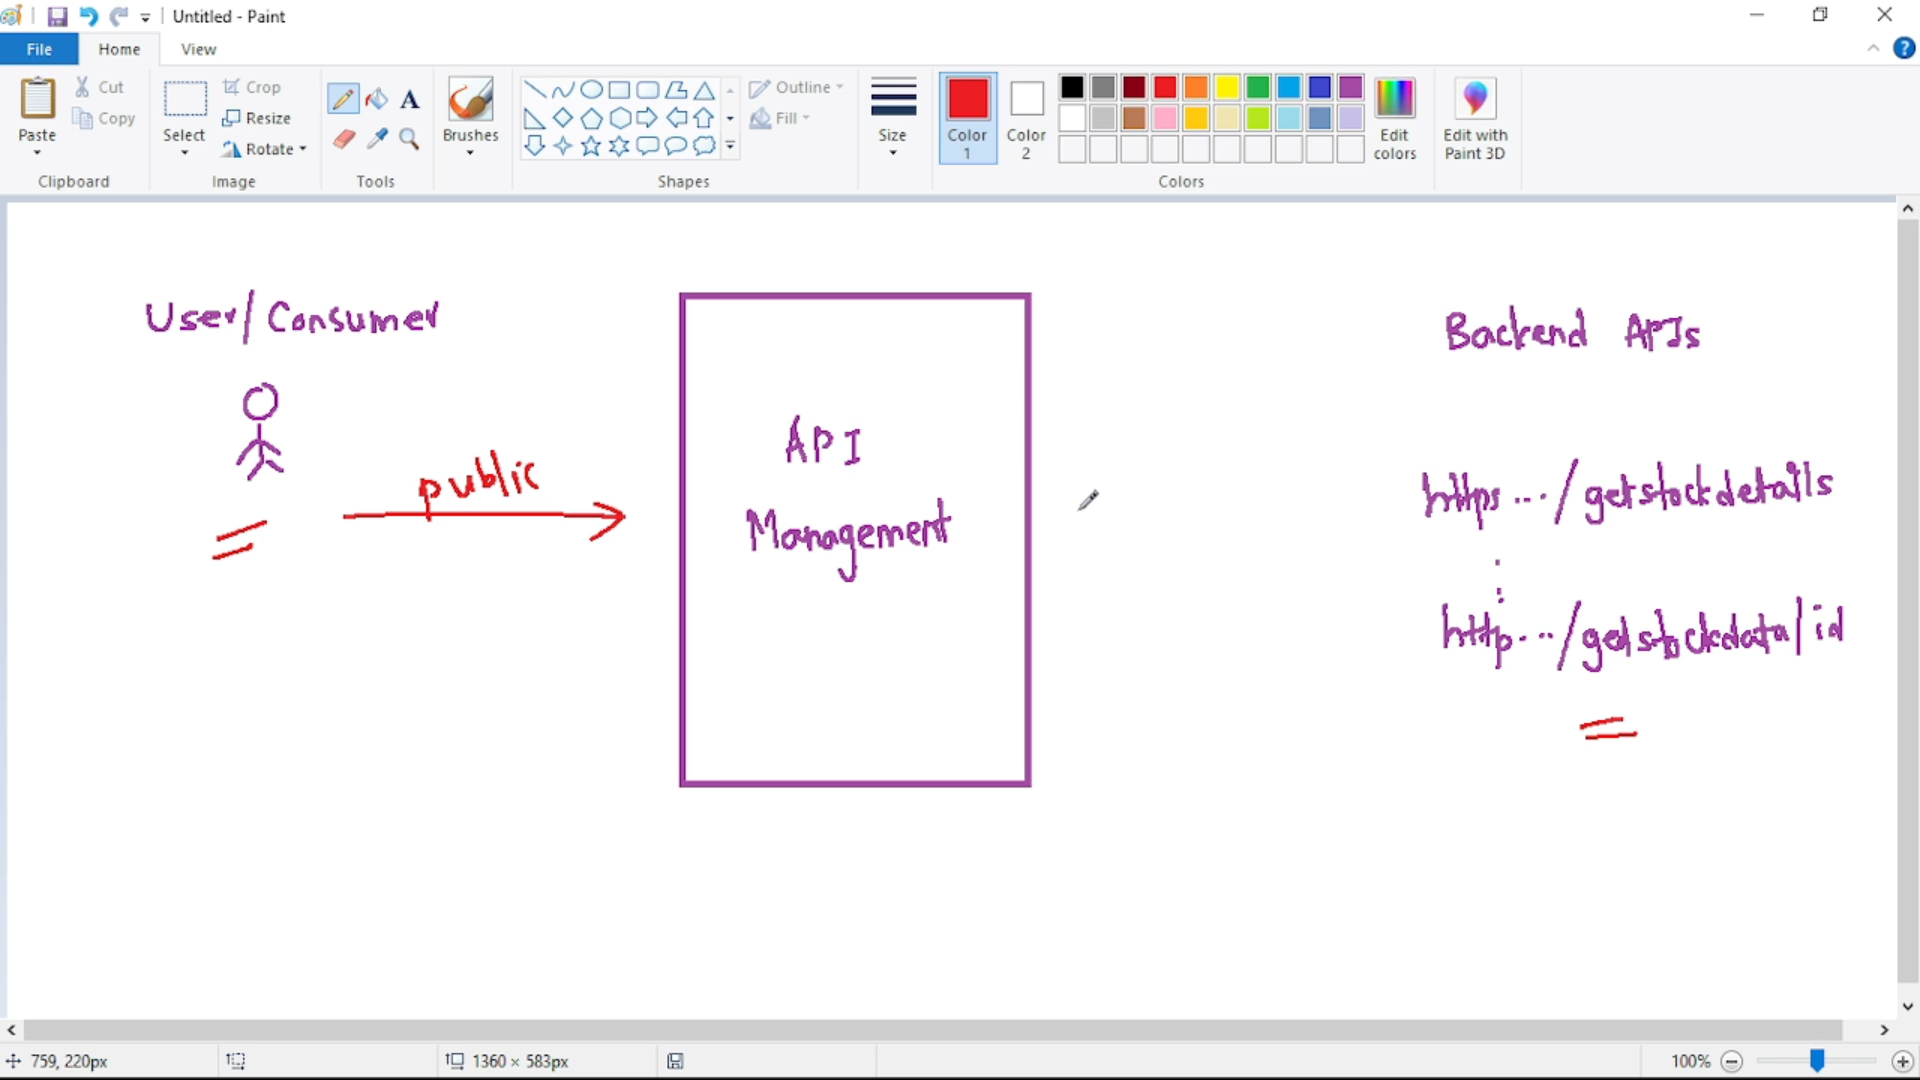 Untitled - Paint
File Home View
Paste
Cut
Copy
Clipboard
Select
Crop
Resize
Rotate
Image
A
Tools
Brushes
Outline
Fill
Shapes
Size
Color 1
Color 2
Edit colors
Colors
Edit with Paint 3D
?
User/Consumer
public
API
Management
Backend APIs
https .../getstockdetails
http.../getstockdata/id
759, 220px
1360 × 583px
100%